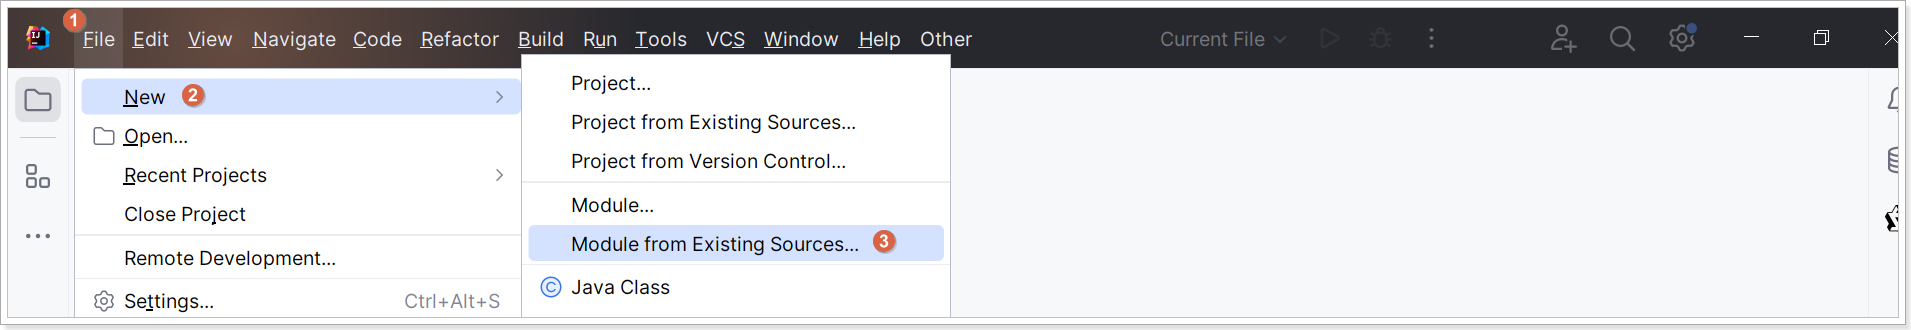 IJ 1 File Edit View Navigate Code Refactor Build Run Tools VCS Window Help Other Current File
New 2
Open...
Recent Projects
Close Project
Remote Development...
Settings... Ctrl+Alt+S
Project...
Project from Existing Sources...
Project from Version Control...
Module...
Module from Existing Sources... 3
C Java Class